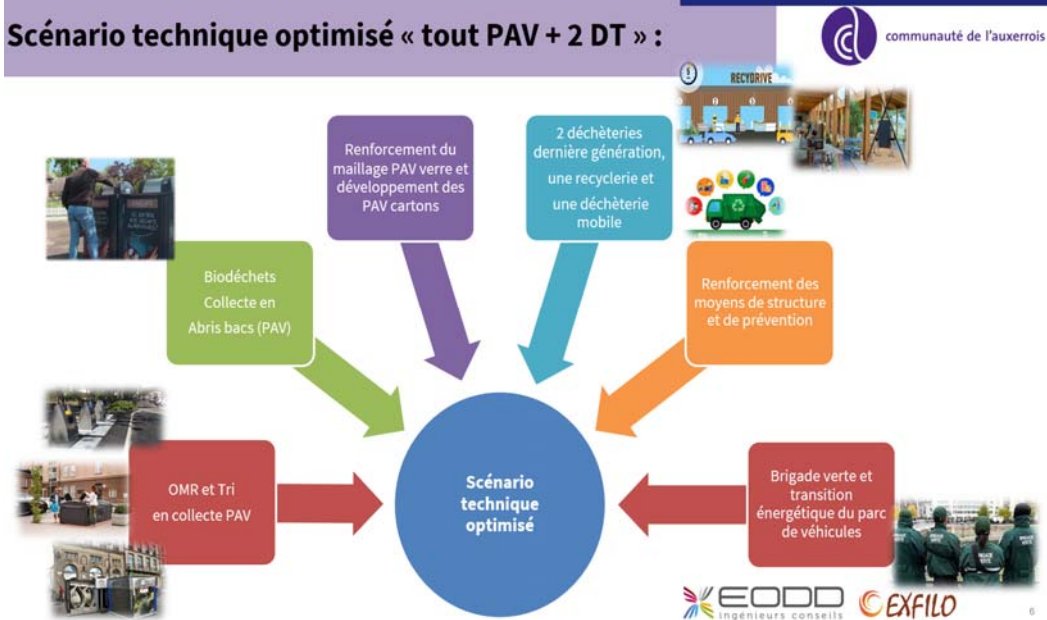 Scénario technique optimisé « tout PAV + 2 DT » :
communauté de l'auxerrois
RECYDRIVE
Renforcement du
maillage PAV verre et
développement des
PAV cartons
2 déchèteries
dernière génération,
une recyclerie et
une déchèterie
mobile
Biodéchets
Collecte en
Abris bacs (PAV)
Renforcement des
moyens de structure
et de prévention
OMR et Tri
en collecte PAV
Scénario
technique
optimisé
Brigade verte et
transition
énergétique du parc
de véhicules
BRIGADE
VERTE
EODD
ingénieurs conseils
EXFILO
6